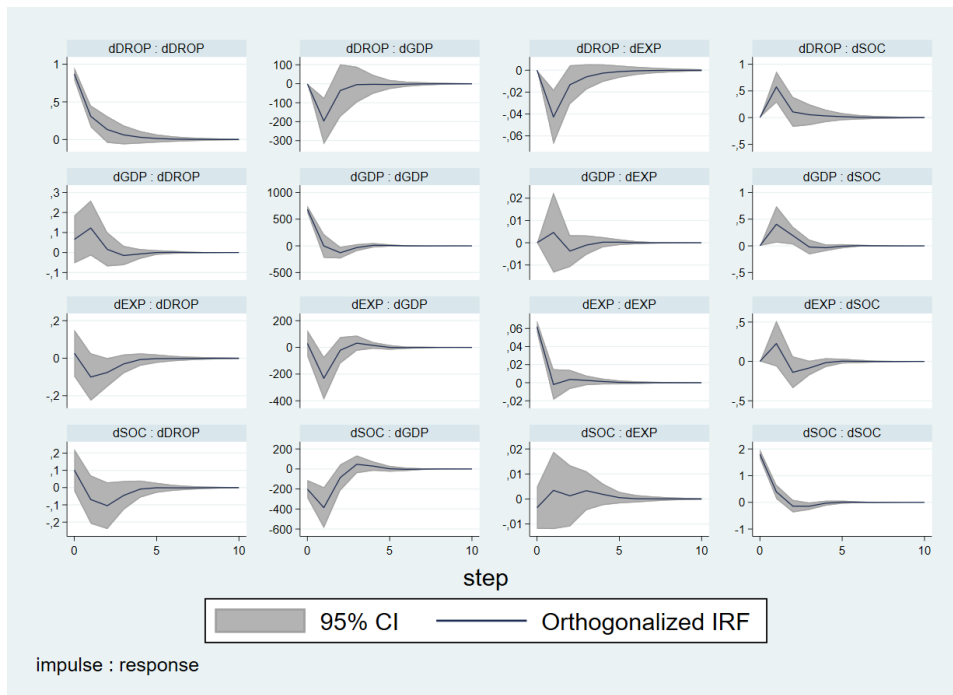 dDROP : dDROP
dDROP : dGDP
dDROP : dEXP
dDROP : dSOC
1
,5
0
100
0
-100
-200
-300
0
-,02
-,04
-,06
1
,5
0
-,5
dGDP : dDROP
dGDP : dGDP
dGDP : dEXP
dGDP : dSOC
,3
,2
,1
0
-,1
1000
500
0
-500
,02
,01
0
-,01
1
,5
0
-,5
dEXP : dDROP
dEXP : dGDP
dEXP : dEXP
dEXP : dSOC
,2
0
-,2
200
0
-200
-400
,06
,04
,02
0
-,02
,5
0
-,5
dSOC : dDROP
dSOC : dGDP
dSOC : dEXP
dSOC : dSOC
,2
,1
0
-,1
-,2
200
0
-200
-400
-600
,02
,01
0
-,01
2
1
0
-1
0 5 10
0 5 10
0 5 10
0 5 10
step
95% CI
Orthogonalized IRF
impulse : response